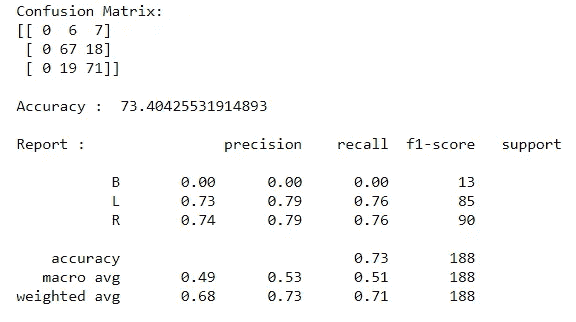 Confusion Matrix:
[[ 0 6 7]
[ 0 67 18]
[ 0 19 71]]
Accuracy : 73.40425531914893
Report : precision recall f1-score support
B 0.00 0.00 0.00 13
L 0.73 0.79 0.76 85
R 0.74 0.79 0.76 90
accuracy 0.73 188
macro avg 0.49 0.53 0.51 188
weighted avg 0.68 0.73 0.71 188